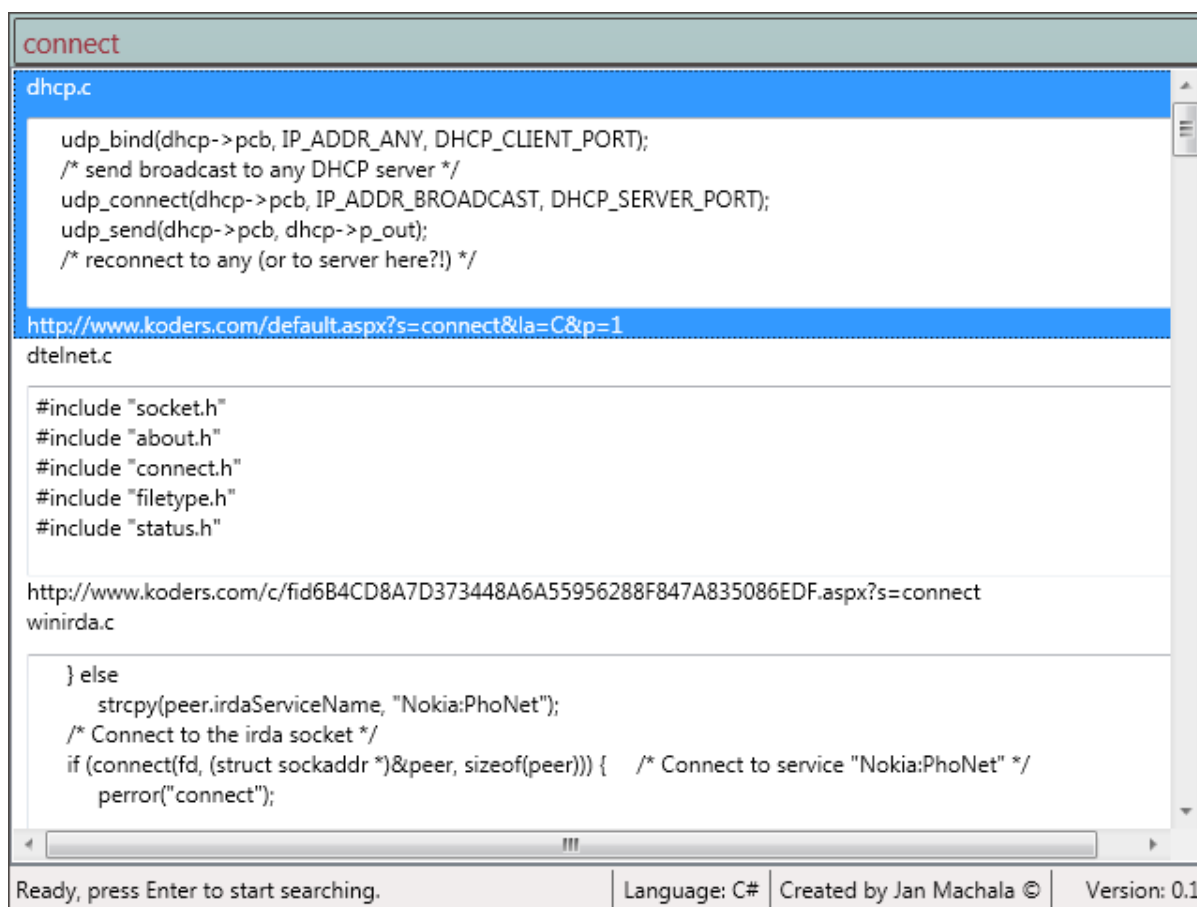 connect
dhcp.c
udp_bind(dhcp->pcb, IP_ADDR_ANY, DHCP_CLIENT_PORT);
/* send broadcast to any DHCP server */
udp_connect(dhcp->pcb, IP_ADDR_BROADCAST, DHCP_SERVER_PORT);
udp_send(dhcp->pcb, dhcp->p_out);
/* reconnect to any (or to server here?!) */
http://www.koders.com/default.aspx?s=connect&la=C&p=1
dtelnet.c
#include "socket.h"
#include "about.h"
#include "connect.h"
#include "filetype.h"
#include "status.h"
http://www.koders.com/c/fid6B4CD8A7D373448A6A55956288F847A835086EDF.aspx?s=connect
winirda.c
} else
strcpy(peer.irdaServiceName, "Nokia:PhoNet");
/* Connect to the irda socket */
if (connect(fd, (struct sockaddr *)&peer, sizeof(peer))) { /* Connect to service "Nokia:PhoNet" */
perror("connect");
Ready, press Enter to start searching. Language: C# Created by Jan Machala © Version: 0.1